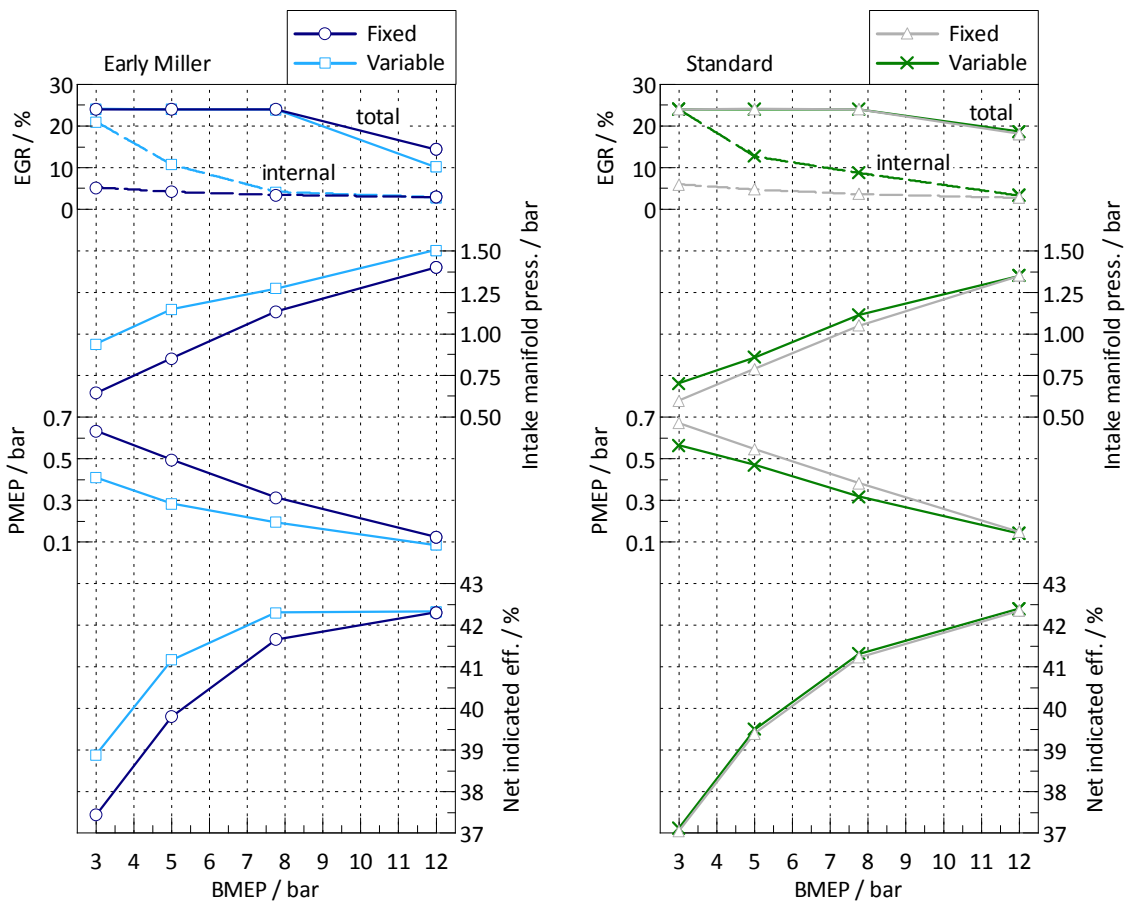 Fixed
Variable
Early Miller
30
20
10
0
EGR / %
total
internal
1.50
1.25
1.00
0.75
0.50
Intake manifold press. / bar
0.7
0.5
0.3
0.1
PMEP / bar
43
42
41
40
39
38
37
Net indicated eff. / %
3 4 5 6 7 8 9 10 11 12
BMEP / bar
Fixed
Variable
Standard
30
20
10
0
EGR / %
total
internal
1.50
1.25
1.00
0.75
0.50
Intake manifold press. / bar
0.7
0.5
0.3
0.1
PMEP / bar
43
42
41
40
39
38
37
Net indicated eff. / %
3 4 5 6 7 8 9 10 11 12
BMEP / bar